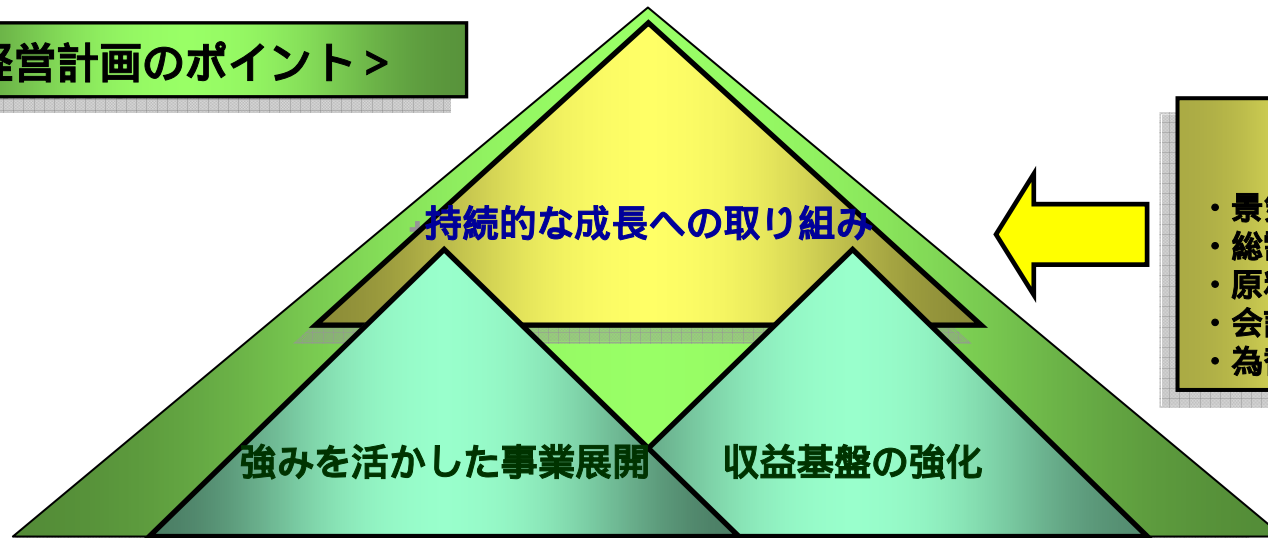 経営計画のポイント＞
持続的な成長への取り組み
・景
・総
・原
・会
・為
強みを活かした事業展開
収益基盤の強化